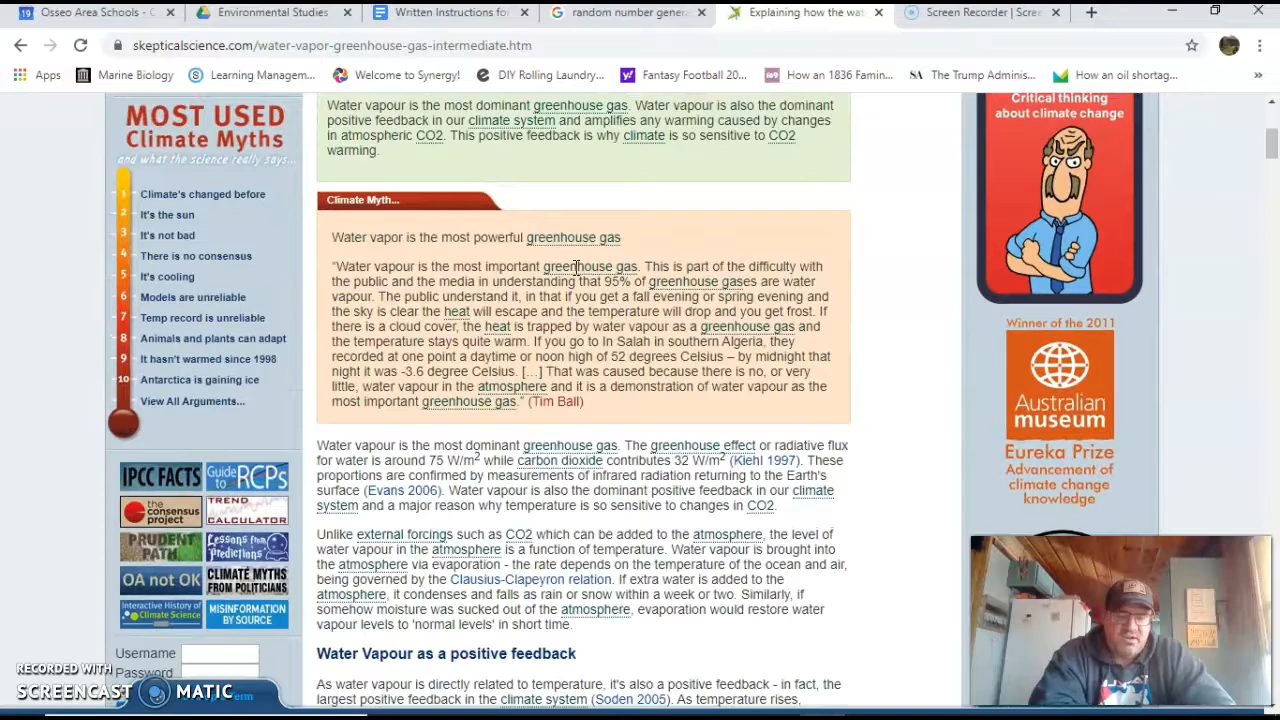 Osseo Area Schools - C
Environmental Studies
Written Instructions for
random number genera
Explaining how the wat
Screen Recorder | Scree
skepticalscience.com/water-vapor-greenhouse-gas-intermediate.htm
Apps
Marine Biology
Learning Managem...
Welcome to Synergy!
DIY Rolling Laundry...
Fantasy Football 20...
How an 1836 Famin...
The Trump Adminis...
How an oil shortag...
MOST USED
Climate Myths
and what the science really says...
1 Climate's changed before
2 It's the sun
3 It's not bad
4 There is no consensus
5 It's cooling
6 Models are unreliable
7 Temp record is unreliable
8 Animals and plants can adapt
9 It hasn't warmed since 1998
10 Antarctica is gaining ice
View All Arguments...
IPCC FACTS
Guide to RCPs
the consensus project
TREND CALCULATOR
PRUDENT PATH
Lessons from Predictions
OA not OK
CLIMATE MYTHS FROM POLITICIANS
Interactive History of Climate Science
MISINFORMATION BY SOURCE
Username
Password
RECORDED WITH
SCREENCAST MATIC
Water vapour is the most dominant greenhouse gas. Water vapour is also the dominant
positive feedback in our climate system and amplifies any warming caused by changes
in atmospheric CO2. This positive feedback is why climate is so sensitive to CO2
warming.
Climate Myth...
Water vapor is the most powerful greenhouse gas
“Water vapour is the most important greenhouse gas. This is part of the difficulty with
the public and the media in understanding that 95% of greenhouse gases are water
vapour. The public understand it, in that if you get a fall evening or spring evening and
the sky is clear the heat will escape and the temperature will drop and you get frost. If
there is a cloud cover, the heat is trapped by water vapour as a greenhouse gas and
the temperature stays quite warm. If you go to In Salah in southern Algeria, they
recorded at one point a daytime or noon high of 52 degrees Celsius – by midnight that
night it was -3.6 degree Celsius. […] That was caused because there is no, or very
little, water vapour in the atmosphere and it is a demonstration of water vapour as the
most important greenhouse gas.” (Tim Ball)
Water vapour is the most dominant greenhouse gas. The greenhouse effect or radiative flux
for water is around 75 W/m2 while carbon dioxide contributes 32 W/m2 (Kiehl 1997). These
proportions are confirmed by measurements of infrared radiation returning to the Earth's
surface (Evans 2006). Water vapour is also the dominant positive feedback in our climate
system and a major reason why temperature is so sensitive to changes in CO2.
Unlike external forcings such as CO2 which can be added to the atmosphere, the level of
water vapour in the atmosphere is a function of temperature. Water vapour is brought into
the atmosphere via evaporation - the rate depends on the temperature of the ocean and air,
being governed by the Clausius-Clapeyron relation. If extra water is added to the
atmosphere, it condenses and falls as rain or snow within a week or two. Similarly, if
somehow moisture was sucked out of the atmosphere, evaporation would restore water
vapour levels to 'normal levels' in short time.
Water Vapour as a positive feedback
As water vapour is directly related to temperature, it's also a positive feedback - in fact, the
largest positive feedback in the climate system (Soden 2005). As temperature rises,
Critical thinking
about climate change
Winner of the 2011
Australian
museum
Eureka Prize
Advancement of
climate change
knowledge